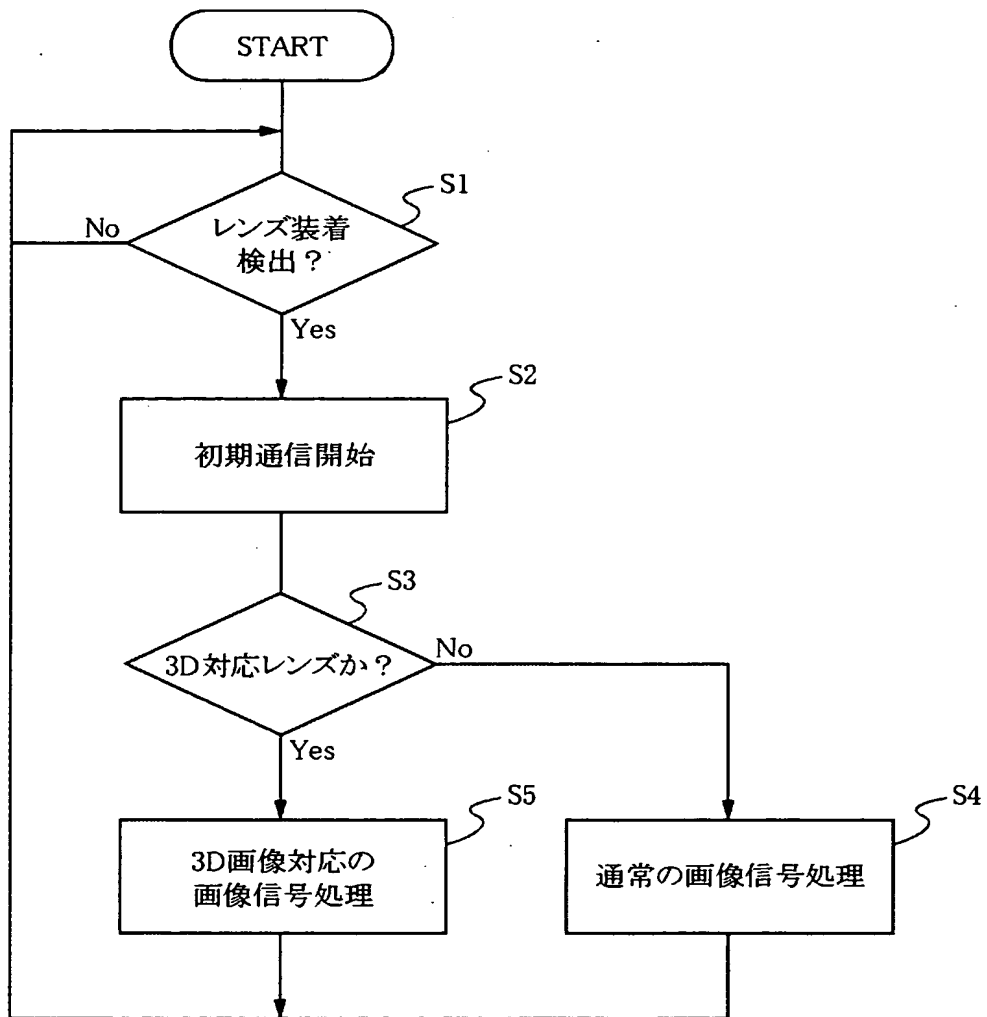 START
S1
No
レンズ装着
検出？
Yes
S2
初期通信開始
S3
3D対応レンズか？
No
Yes
S5
S4
3D画像対応の
画像信号処理
通常の画像信号処理